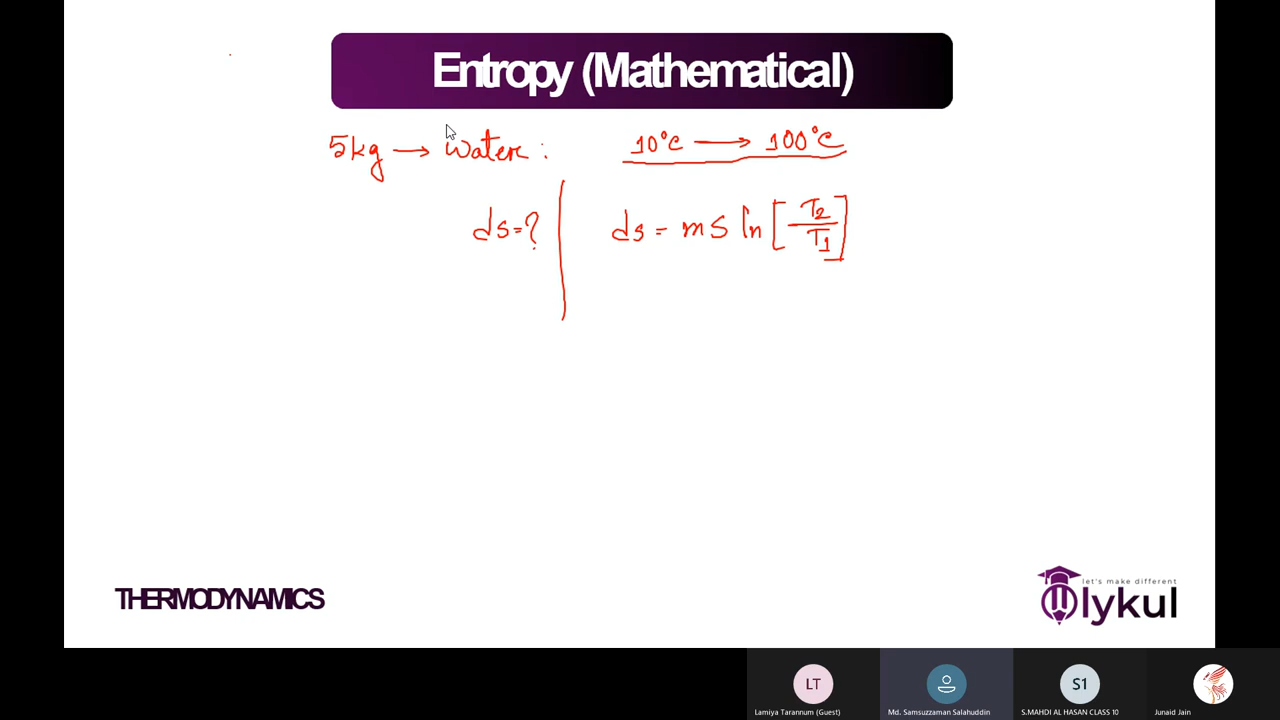 Entropy (Mathematical)
5kg → Water : 10°C → 100°C
ds=? ds = ms ln [T2/T1]
THERMODYNAMICS
let's make different
lykul
LT
S1
Lamiya Tarannum (Guest)
Md. Samsuzzaman Salahuddin
S.MAHDI AL HASAN CLASS 10
Junaid Jain